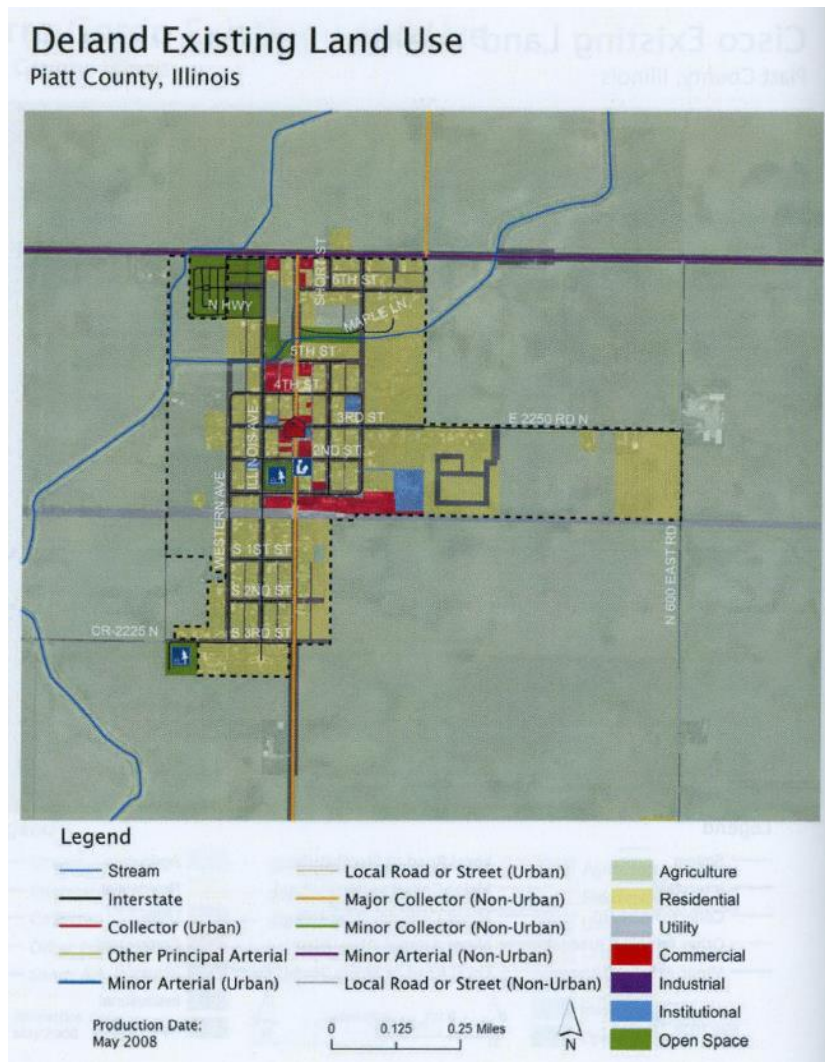 Deland Existing Land Use
Piatt County, Illinois
SHORT ST
6TH ST
N HWY
MAPLE LN,
5TH ST
4TH ST
ILLINOIS AVE
3RD ST
E 2250 RD N
2ND ST
WESTERN AVE
S 1ST ST
S 2ND ST
N 600 EAST RD
CR-2225 N
S 3RD ST
Legend
Stream
Interstate
Collector (Urban)
Other Principal Arterial
Minor Arterial (Urban)
Local Road or Street (Urban)
Major Collector (Non-Urban)
Minor Collector (Non-Urban)
Minor Arterial (Non-Urban)
Local Road or Street (Non-Urban)
Agriculture
Residential
Utility
Commercial
Industrial
Institutional
Open Space
Production Date:
May 2008
0 0.125 0.25 Miles
N